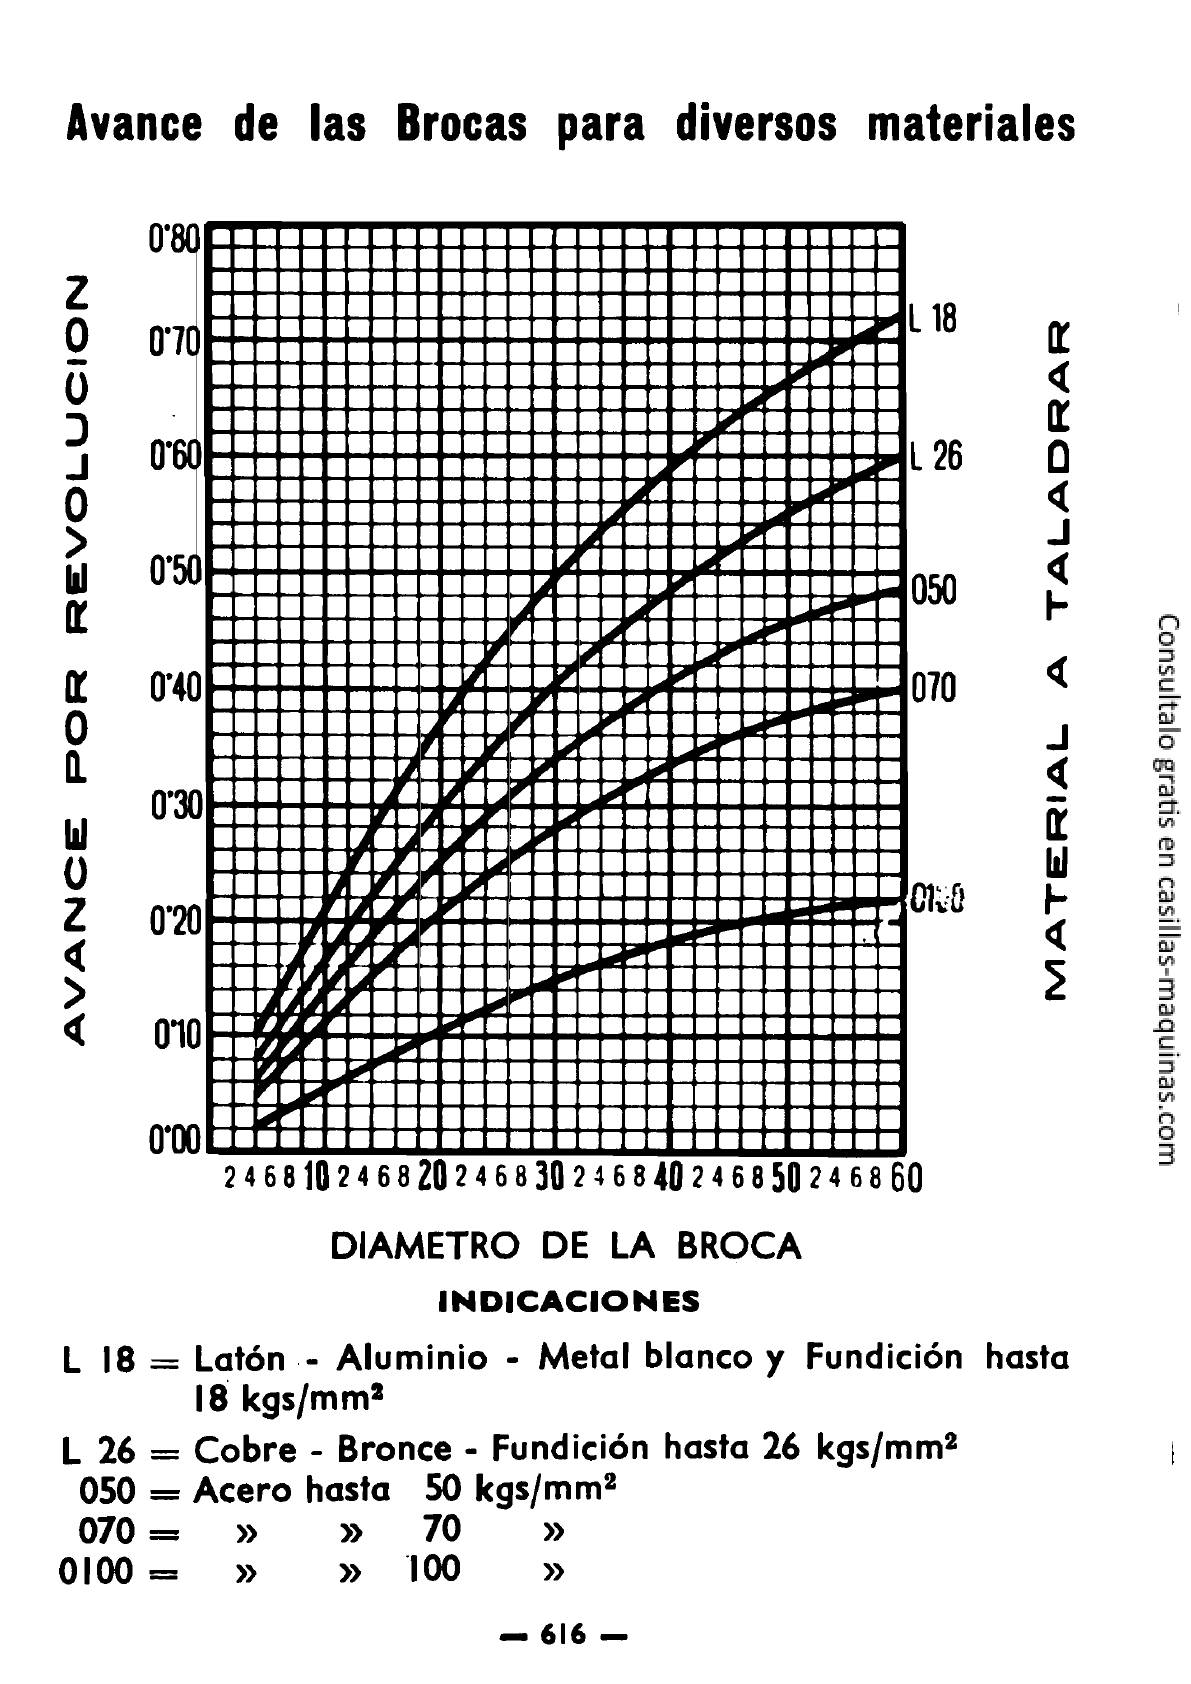 Avance de las Brocas para diversos materiales
AVANCE POR REVOLUCION
0'80
0'70
0'60
0'50
0'40
0'30
0'20
0'10
0'00
L 18
L 26
050
070
MATERIAL A TALADRAR
2 4 6 8 10 2 4 6 8 20 2 4 6 8 30 2 4 6 8 40 2 4 6 8 50 2 4 6 8 60
DIAMETRO DE LA BROCA
INDICACIONES
L 18 = Latón - Aluminio - Metal blanco y Fundición hasta
18 kgs/mm²
L 26 = Cobre - Bronce - Fundición hasta 26 kgs/mm²
050 = Acero hasta 50 kgs/mm²
070 = » » 70 »
0100 = » » 100 »
— 616 —
Consultalo gratis en casillas-maquinas.com